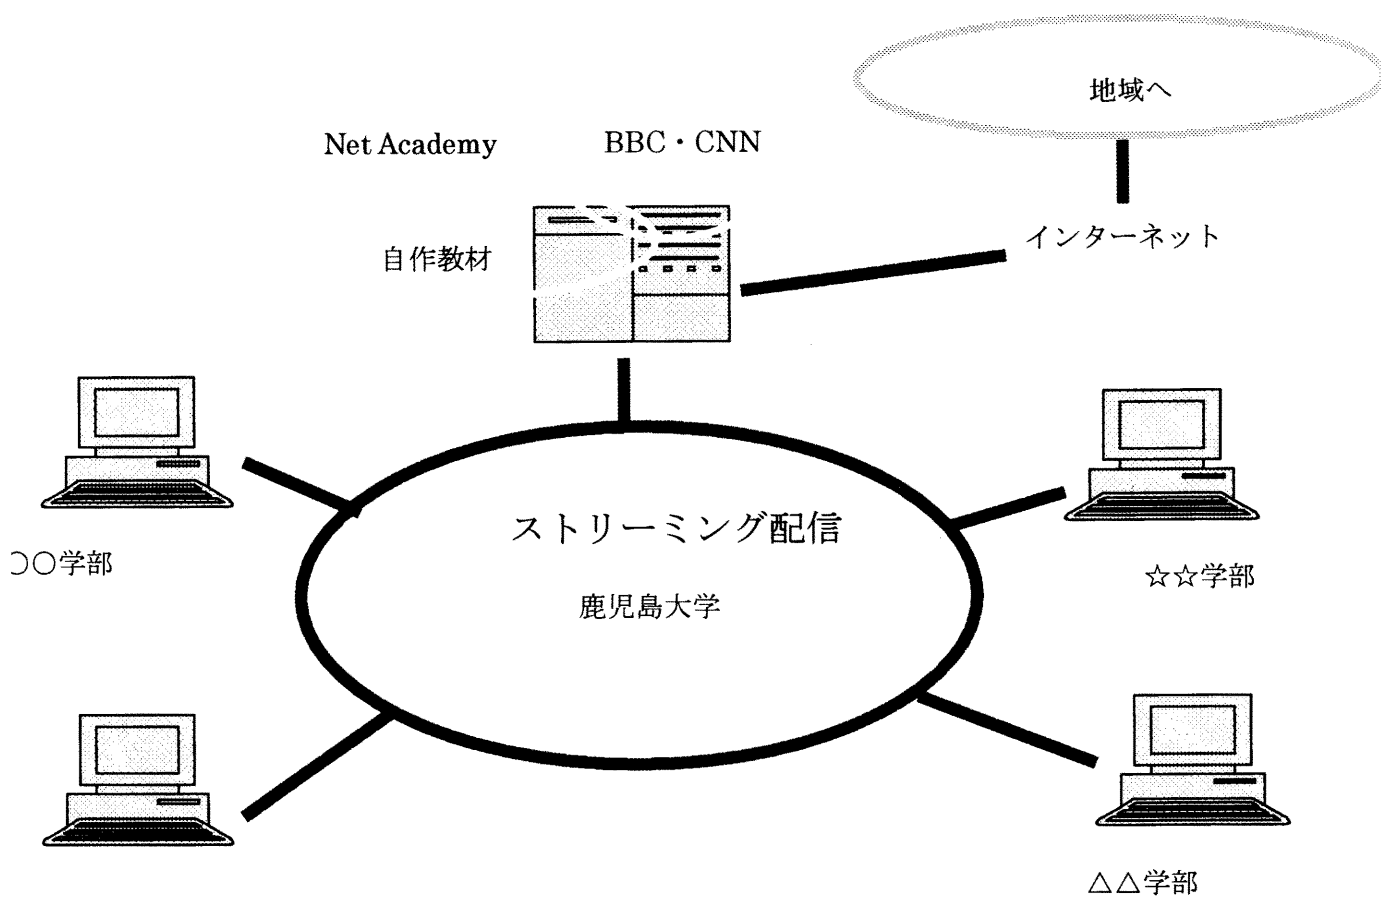 地域へ
Net Academy
BBC・CNN
インターネット
自作教材
ストリーミング配信
○○学部
☆☆学部
鹿児島大学
△△学部